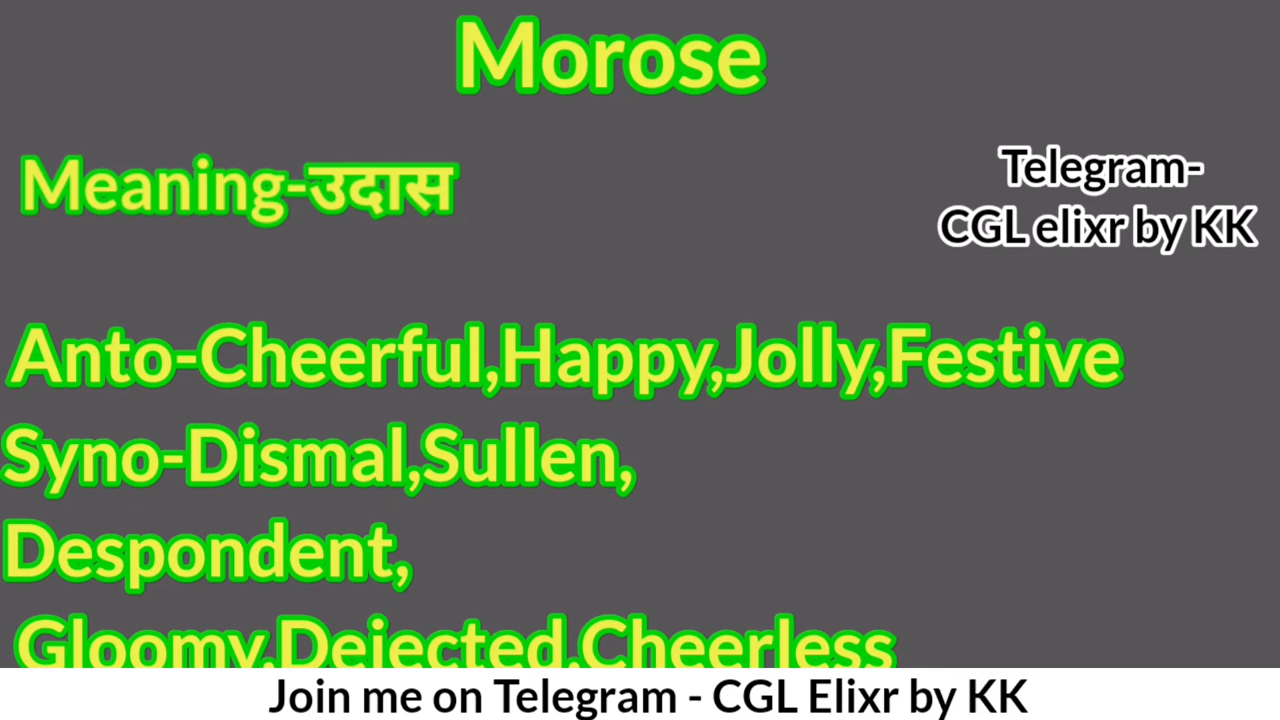 Morose
Meaning-उदास
Telegram-
CGL elixr by KK
Anto-Cheerful,Happy,Jolly,Festive
Syno-Dismal,Sullen,
Despondent,
Gloomy,Dejected,Cheerless
Join me on Telegram - CGL Elixr by KK